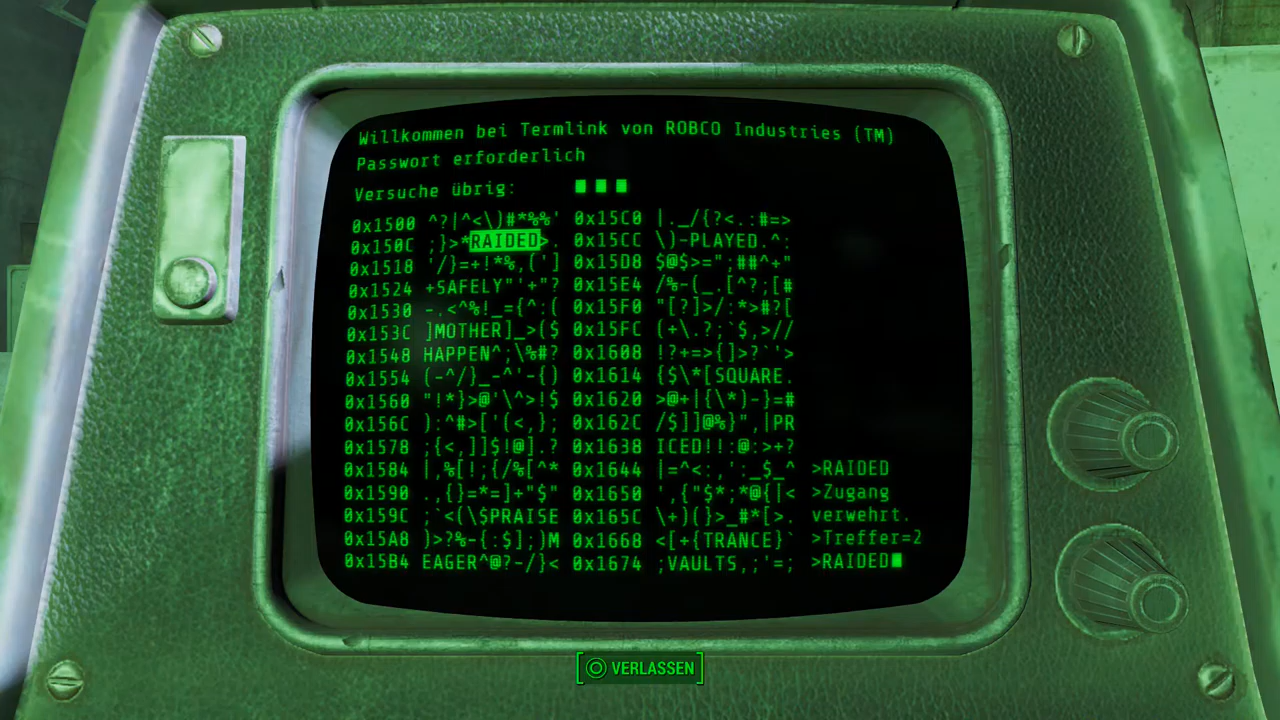 Willkommen bei Termlink von ROBCO Industries (TM)
Passwort erforderlich
Versuche übrig: ■ ■ ■
0x1500 ^?|^<\)#*%%' 0x15C0 |._/{?<.:#=>
0x150C ;}>*RAIDED>. 0x15CC \)-PLAYED.^:
0x1518 '/}=+!*%,('] 0x15D8 $@$>=";##^+"
0x1524 +SAFELY"'+"? 0x15E4 /%-(_.[^?;[#
0x1530 -.<^%!_={^:( 0x15F0 "[?]>/:*>#?[
0x153C ]MOTHER]_>($ 0x15FC (+\.?;`$,>//
0x1548 HAPPEN^;\%#? 0x1608 !?+=>{]>?`'>
0x1554 (-^/}_-^'-{) 0x1614 {$\*[SQUARE.
0x1560 "!*}>@'\^>!$ 0x1620 >@+|{\*)-}=#
0x156C ):^#>['(<,}; 0x162C /$]]@%}",|PR
0x1578 ;{<,]]$!@].? 0x1638 ICED!!:@:>+?
0x1584 |,%[!;{/%[^* 0x1644 |=^<:,':_$_^ >RAIDED
0x1590 .,{}=*=]+"$" 0x1650 ',{"$*;*@{|< >Zugang
0x159C ;`<(\$PRAISE 0x165C \+)(}>_#*[>. verwehrt.
0x15A8 )>?%-{:$];)M 0x1668 <[+{TRANCE}` >Treffer=2
0x15B4 EAGER^@?-/}< 0x1674 ;VAULTS,;'=; >RAIDED■
VERLASSEN